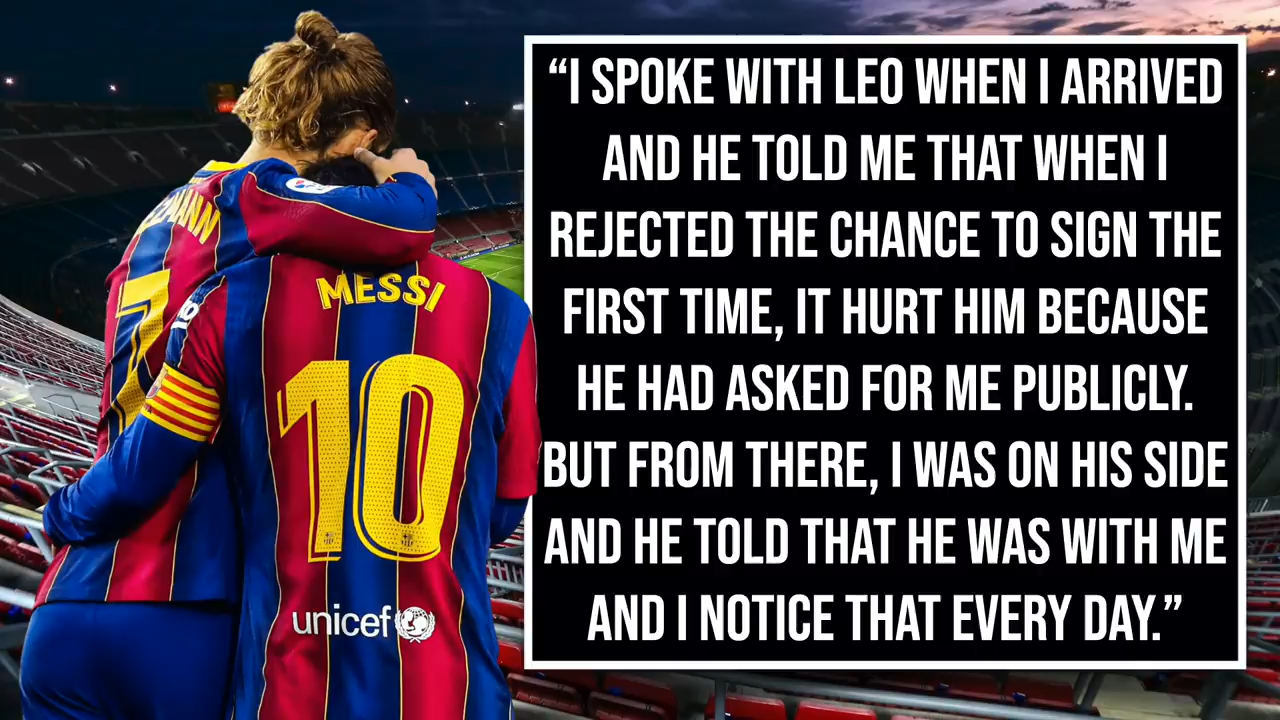 “I SPOKE WITH LEO WHEN I ARRIVED
AND HE TOLD ME THAT WHEN I
REJECTED THE CHANCE TO SIGN THE
FIRST TIME, IT HURT HIM BECAUSE
HE HAD ASKED FOR ME PUBLICLY.
BUT FROM THERE, I WAS ON HIS SIDE
AND HE TOLD THAT HE WAS WITH ME
AND I NOTICE THAT EVERY DAY.”
MESSI
10
unicef
7